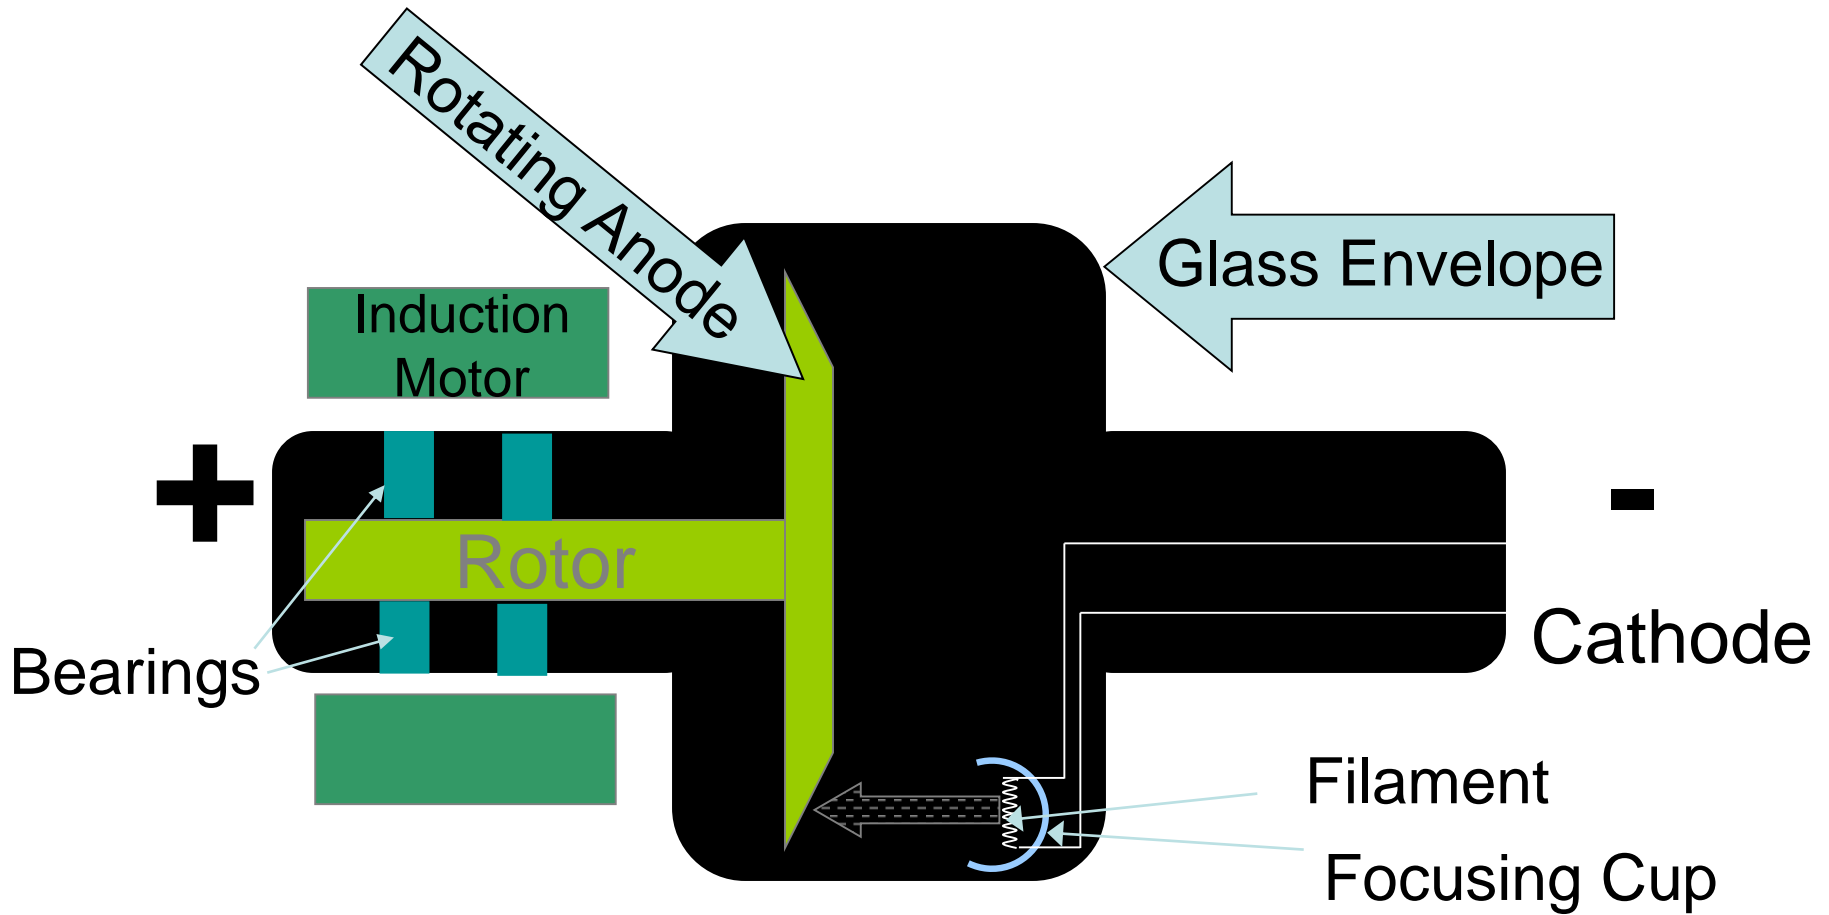 Rotating Anode
Glass Envelope
Induction
Motor
+
-
Rotor
Cathode
Bearings
Filament
Focusing Cup